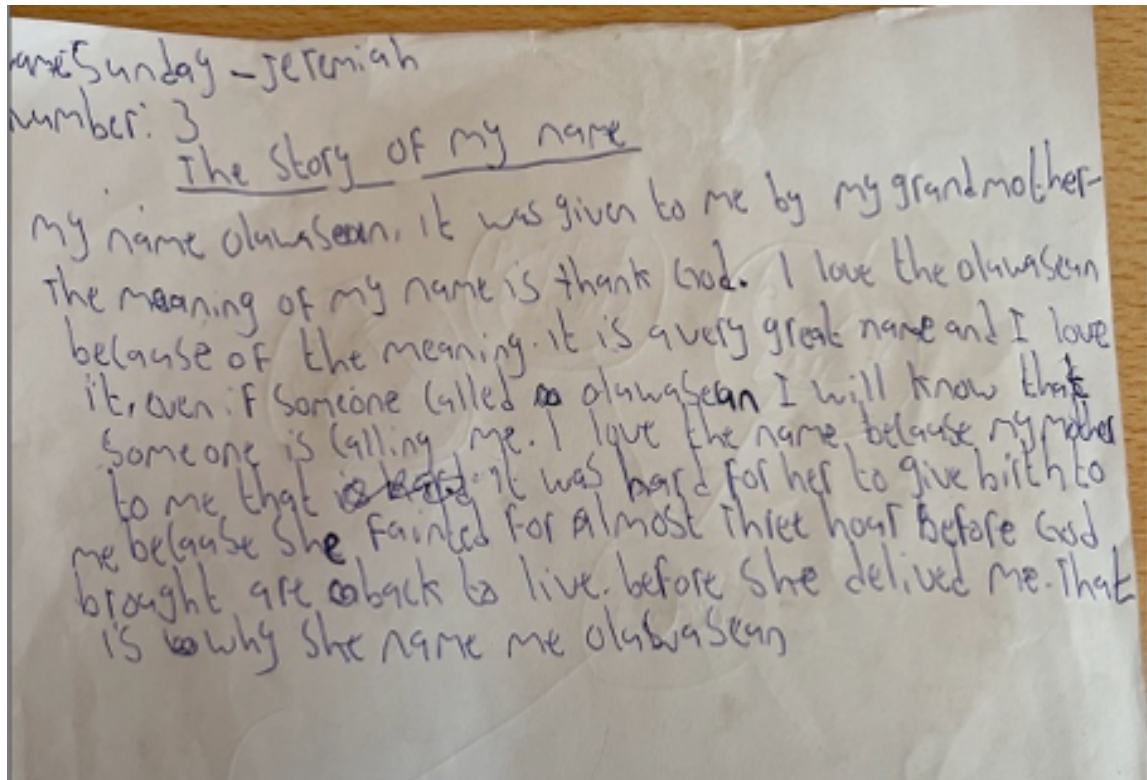 ame: Sunday - Jeremiah
number: 3
The Story of my name
my name oluwaseun, it was given to me by my grandmother-
The meaning of my name is thank God. I love the oluwaseun
because of the meaning. it is a very great name and I love
it, even if someone called oluwaseun I will know that
someone is calling me. I love the name because my mother
to me that it was hard for her to give birth to
me because she fainted for Almost Three hour Before God
brought are back to live. before she delived me. That
is why she name me oluwaseun